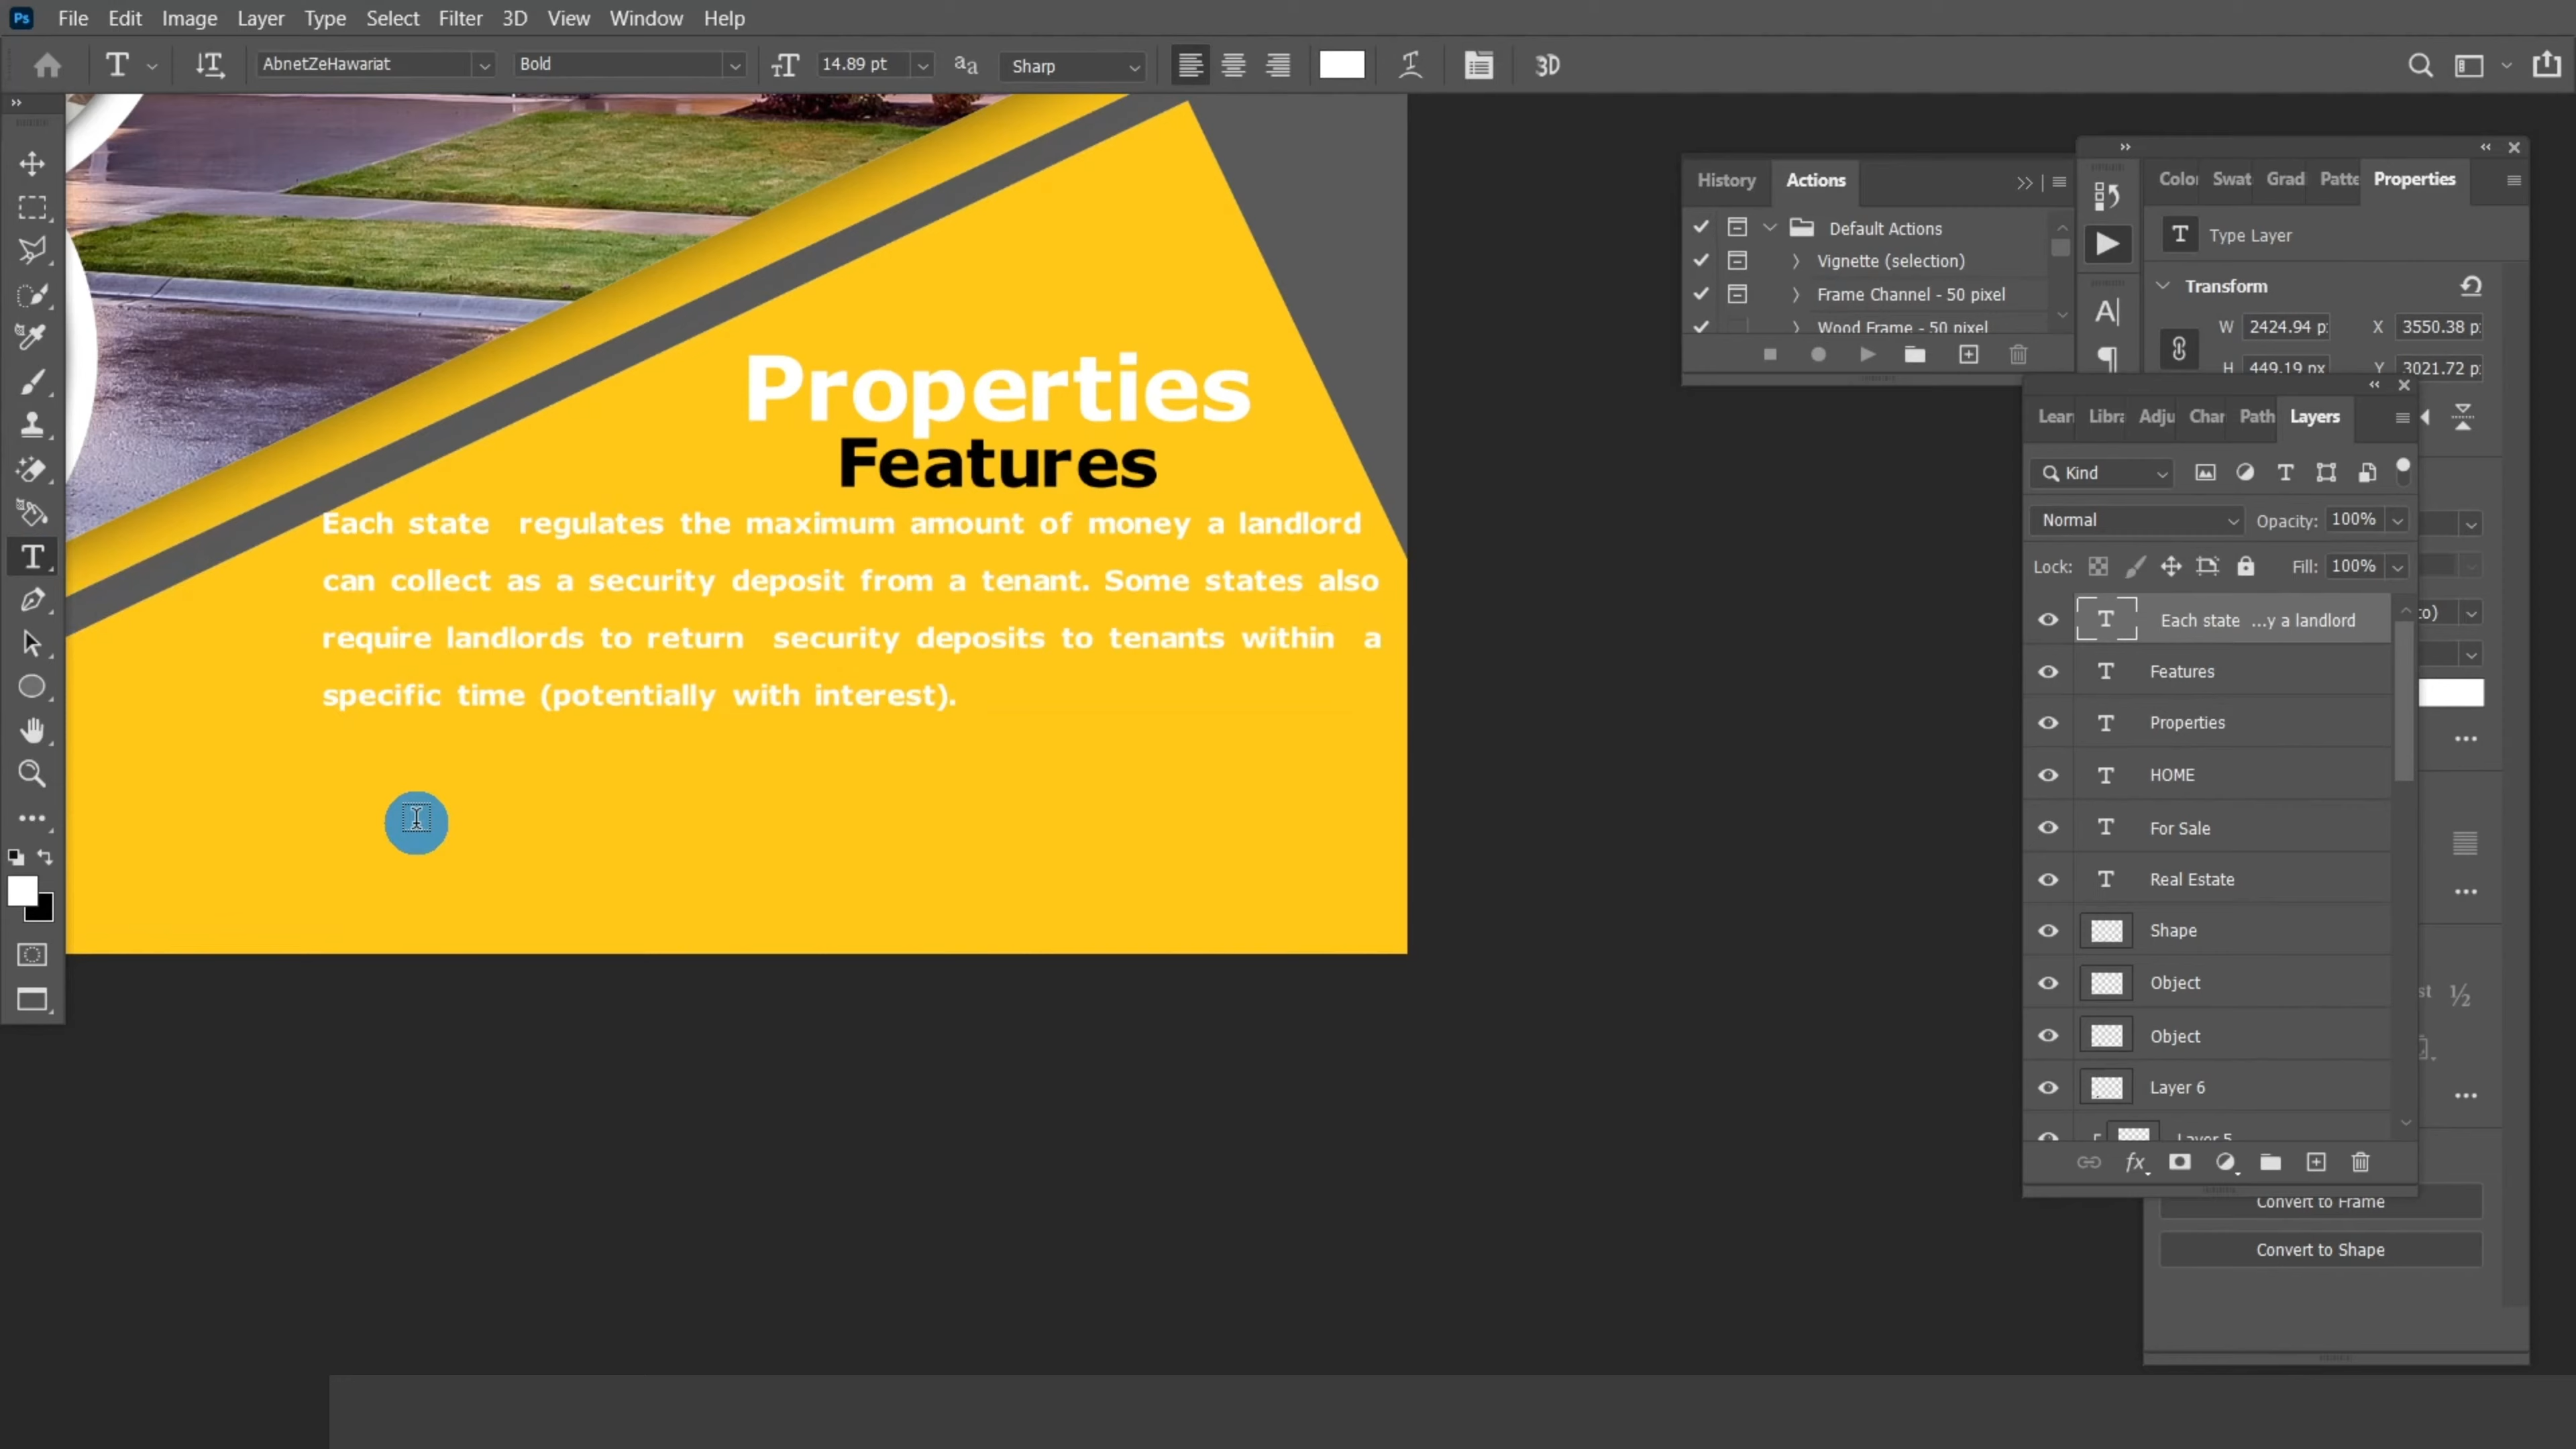 Ps File Edit Image Layer Type Select Filter 3D View Window Help
AbnetZeHawariat Bold 14.89 pt Sharp 3D
History Actions
Default Actions
Vignette (selection)
Frame Channel - 50 pixel
Wood Frame - 50 pixel
Color Swat Grad Patte Properties
Type Layer
Transform
W 2424.94 p X 3550.38 p
H 449.19 px Y 3021.72 p
Properties
Features
Each state regulates the maximum amount of money a landlord
can collect as a security deposit from a tenant. Some states also
require landlords to return security deposits to tenants within a
specific time (potentially with interest).
Lear Libra Adju Char Path Layers
Kind
Normal Opacity: 100%
Lock: Fill: 100%
Each state ...y a landlord
Features
Properties
HOME
For Sale
Real Estate
Shape
Object
Object
Layer 6
Layer 5
fx
Convert to Frame
Convert to Shape